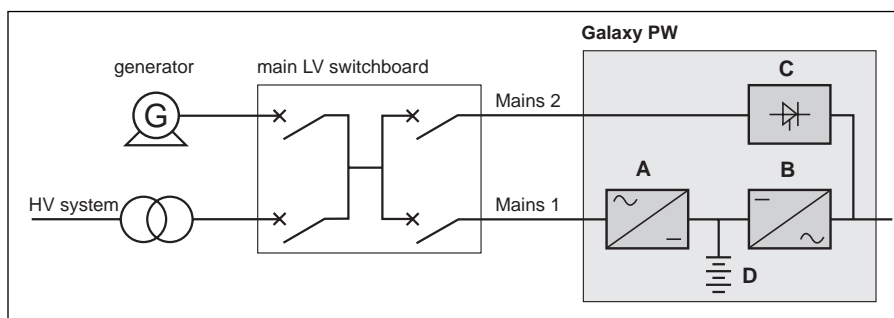 Galaxy PW
generator
main LV switchboard
C
Mains 2
G
A
B
HV system
Mains 1
D